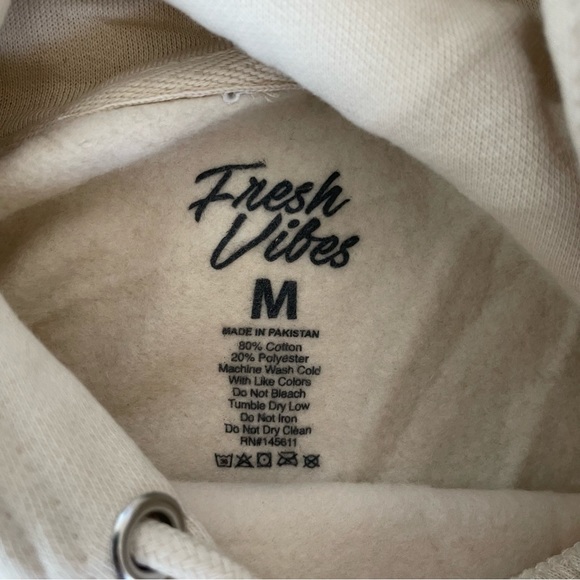 Fresh
Vibes
M
MADE IN PAKISTAN
80% Cotton
20% Polyester
Machine Wash Cold
With Like Colors
Do Not Bleach
Tumble Dry Low
Do Not Iron
Do Not Dry Clean
RN#145611